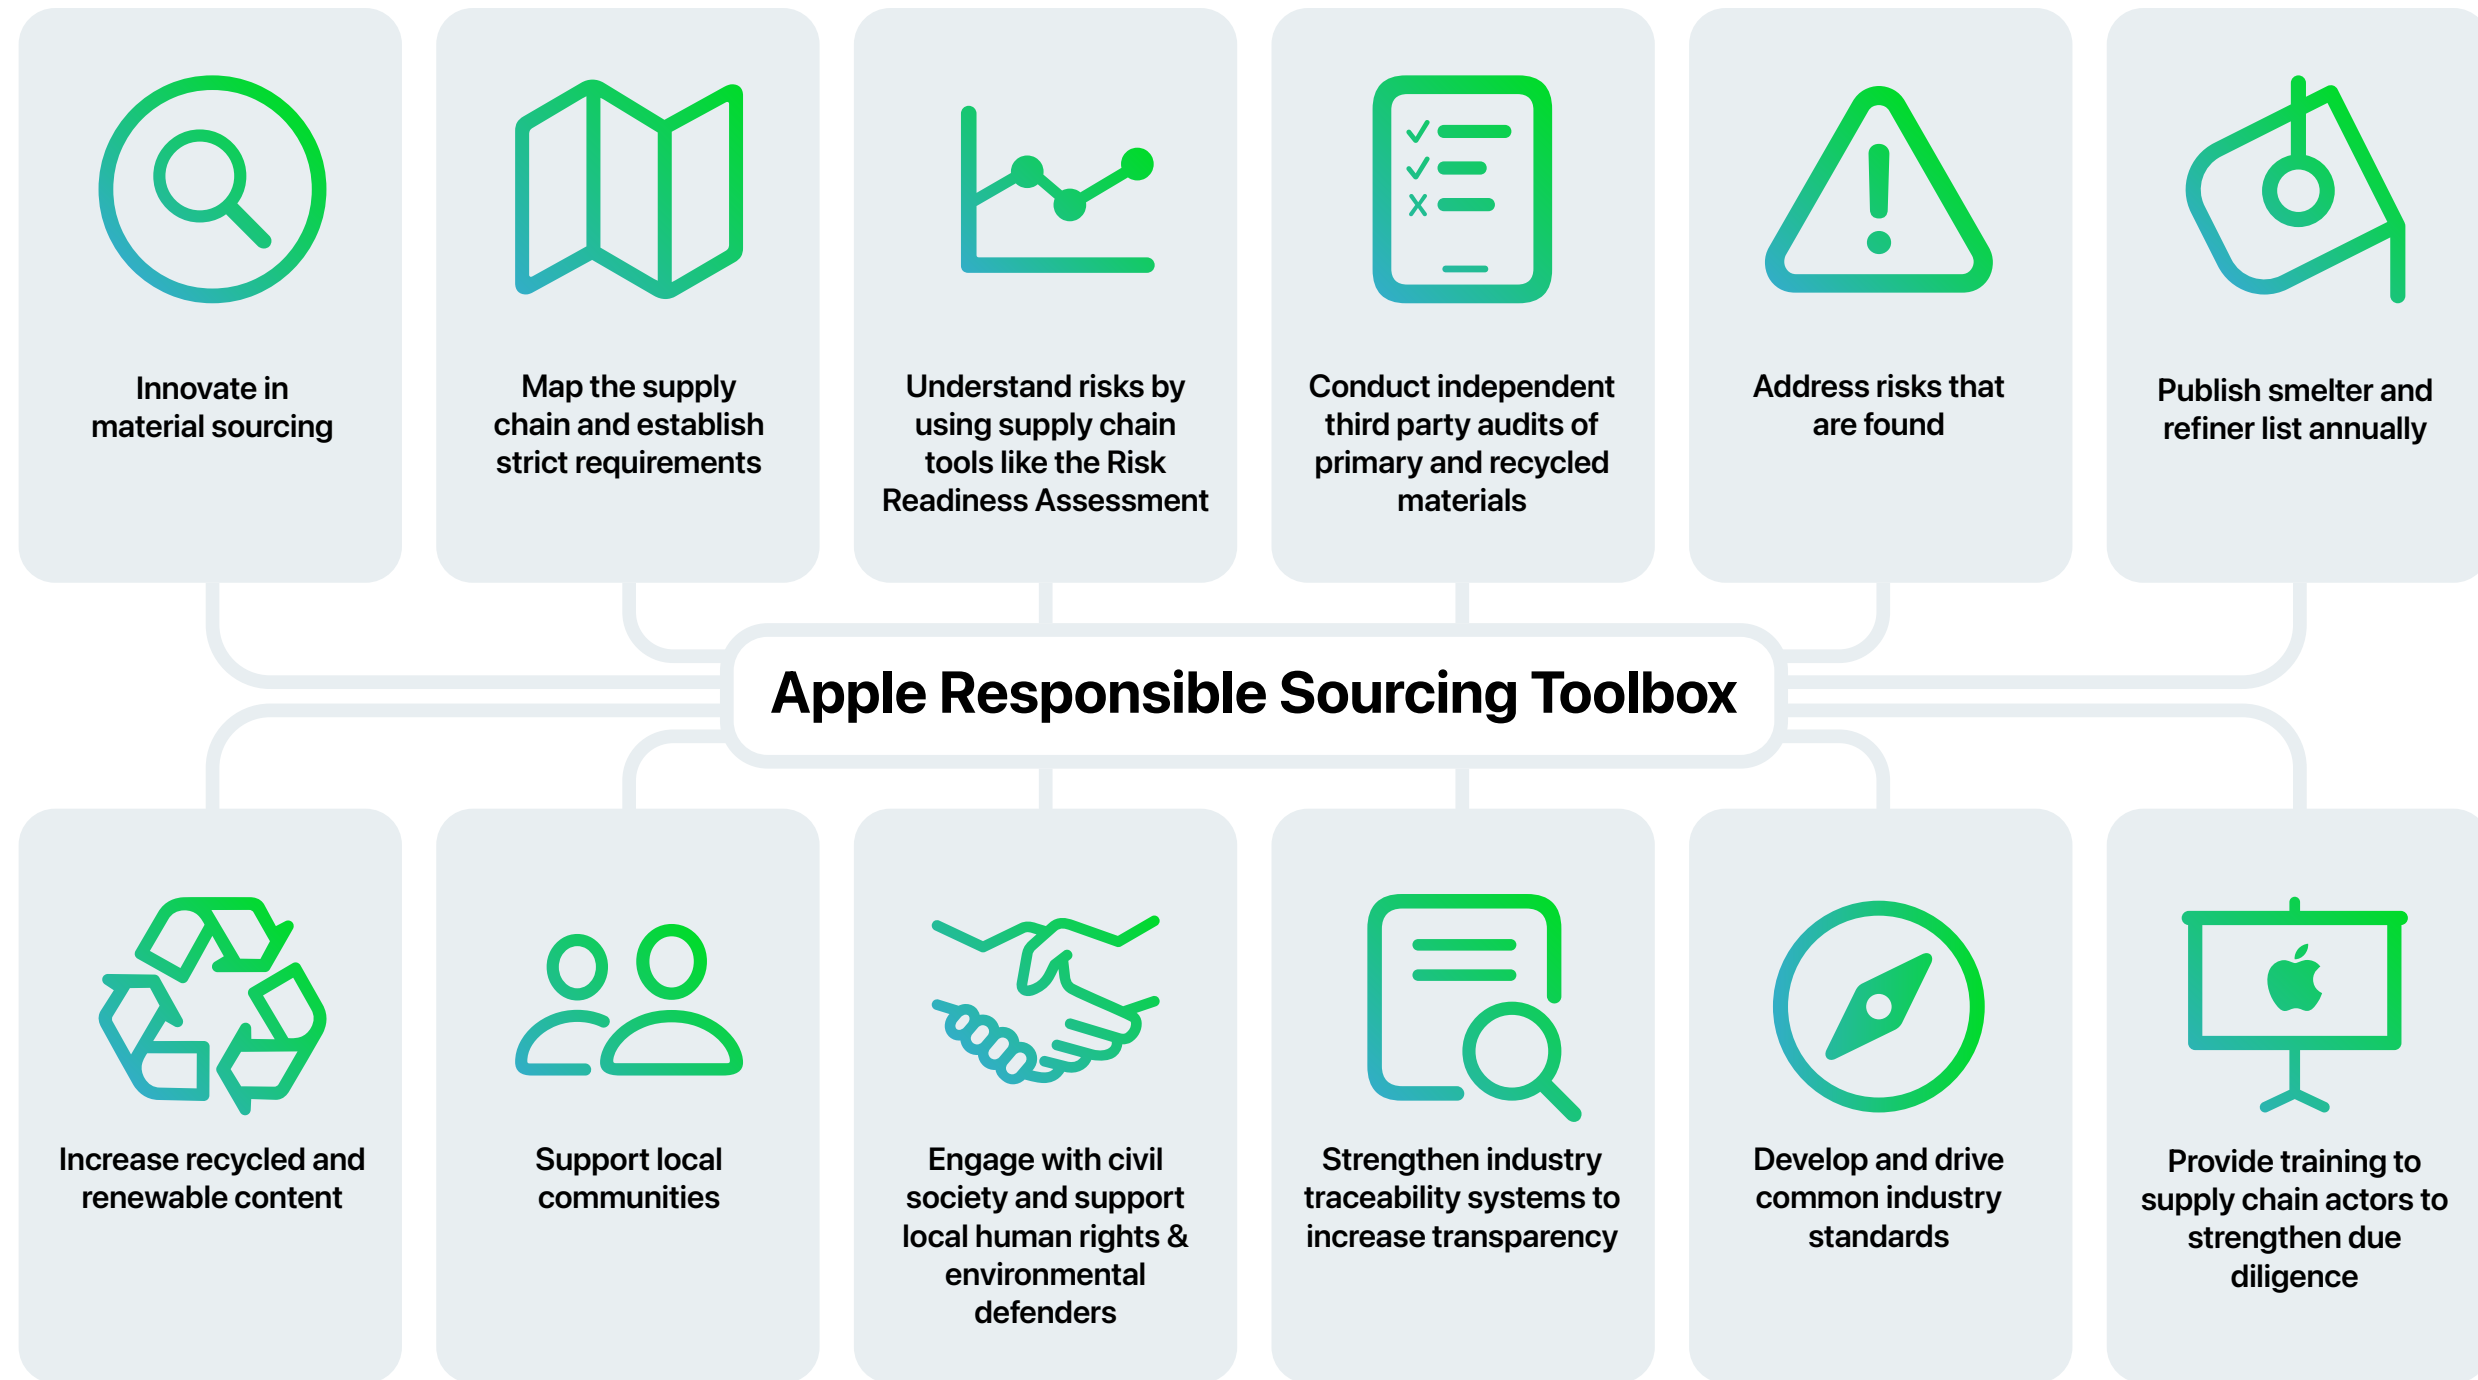 Innovate in
material sourcing
Map the supply
chain and establish
strict requirements
Understand risks by
using supply chain
tools like the Risk
Readiness Assessment
Conduct independent
third party audits of
primary and recycled
materials
Address risks that
are found
Publish smelter and
refiner list annually
Apple Responsible Sourcing Toolbox
Increase recycled and
renewable content
Support local
communities
Engage with civil
society and support
local human rights &
environmental
defenders
Strengthen industry
traceability systems to
increase transparency
Develop and drive
common industry
standards
Provide training to
supply chain actors to
strengthen due
diligence